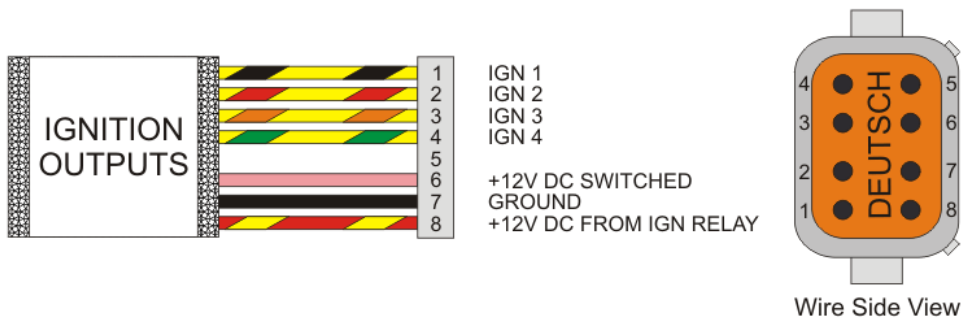 IGNITION
OUTPUTS
1 IGN 1
2 IGN 2
3 IGN 3
4 IGN 4
5
6 +12V DC SWITCHED
7 GROUND
8 +12V DC FROM IGN RELAY
4 5
3 6
2 7
1 8
DEUTSCH
Wire Side View